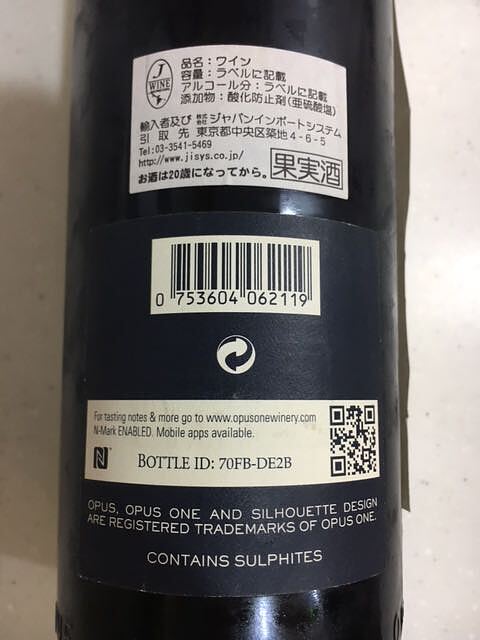 J
WINE
品名：ワイン
容量：ラベルに記載
アルコール分：ラベルに記載
添加物：酸化防止剤(亜硫酸塩)
輸入者及び 株式会社ジャパンインポートシステム
引取先 東京都中央区築地4-6-5
Tel:03-3541-5469
http://www.jisys.co.jp/
お酒は20歳になってから。
果実酒
0 753604 062119
For tasting notes & more go to www.opusonewinery.com
N-Mark ENABLED. Mobile apps available.
N BOTTLE ID: 70FB-DE2B
OPUS, OPUS ONE AND SILHOUETTE DESIGN
ARE REGISTERED TRADEMARKS OF OPUS ONE.
CONTAINS SULPHITES